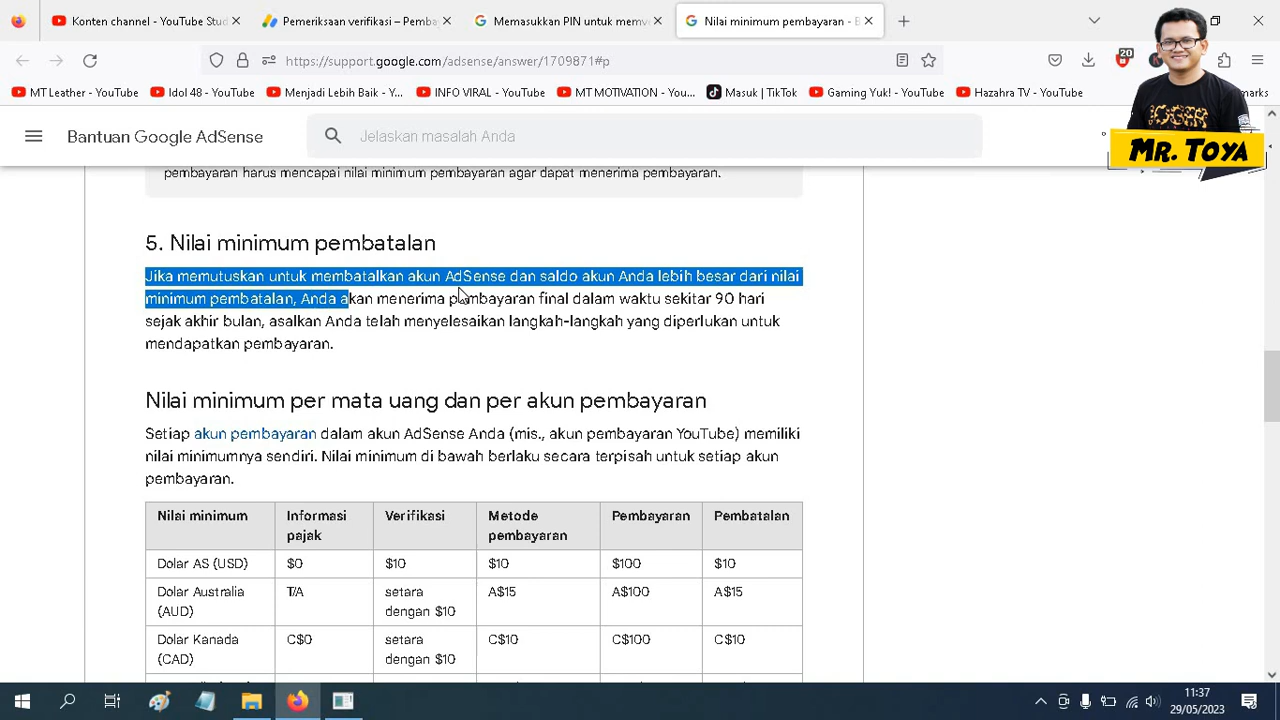 Konten channel - YouTube Stud
Pemeriksaan verifikasi – Pemba
Memasukkan PIN untuk memve
Nilai minimum pembayaran - B
https://support.google.com/adsense/answer/1709871#p
20
MT Leather - YouTube
Idol 48 - YouTube
Menjadi Lebih Baik - Y...
INFO VIRAL - YouTube
MT MOTIVATION - You...
Masuk | TikTok
Gaming Yuk! - YouTube
Hazahra TV - YouTube
Bantuan Google AdSense
Jelaskan masalah Anda
MR. TOYA
pembayaran harus mencapai nilai minimum pembayaran agar dapat menerima pembayaran.
5. Nilai minimum pembatalan
Jika memutuskan untuk membatalkan akun AdSense dan saldo akun Anda lebih besar dari nilai
minimum pembatalan, Anda akan menerima pembayaran final dalam waktu sekitar 90 hari
sejak akhir bulan, asalkan Anda telah menyelesaikan langkah-langkah yang diperlukan untuk
mendapatkan pembayaran.
Nilai minimum per mata uang dan per akun pembayaran
Setiap akun pembayaran dalam akun AdSense Anda (mis., akun pembayaran YouTube) memiliki
nilai minimumnya sendiri. Nilai minimum di bawah berlaku secara terpisah untuk setiap akun
pembayaran.
Nilai minimum Informasi pajak Verifikasi Metode pembayaran Pembayaran Pembatalan
Dolar AS (USD) $0 $10 $10 $100 $10
Dolar Australia (AUD) T/A setara dengan $10 A$15 A$100 A$15
Dolar Kanada (CAD) C$0 setara dengan $10 C$10 C$100 C$10
11:37
29/05/2023